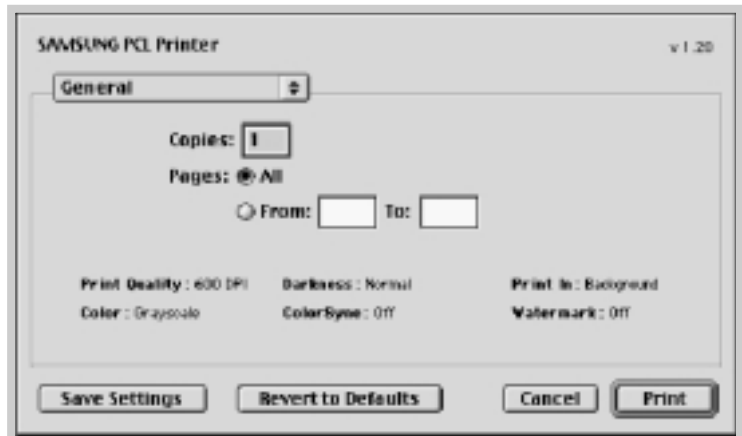 SAMSUNG PCL Printer
v 1.20
General
Copies: 1
Pages: All
From: To:
Print Quality : 600 DPI Darkness : Normal Print In : Background
Color : Grayscale ColorSync : Off Watermark : Off
Save Settings Revert to Defaults Cancel Print